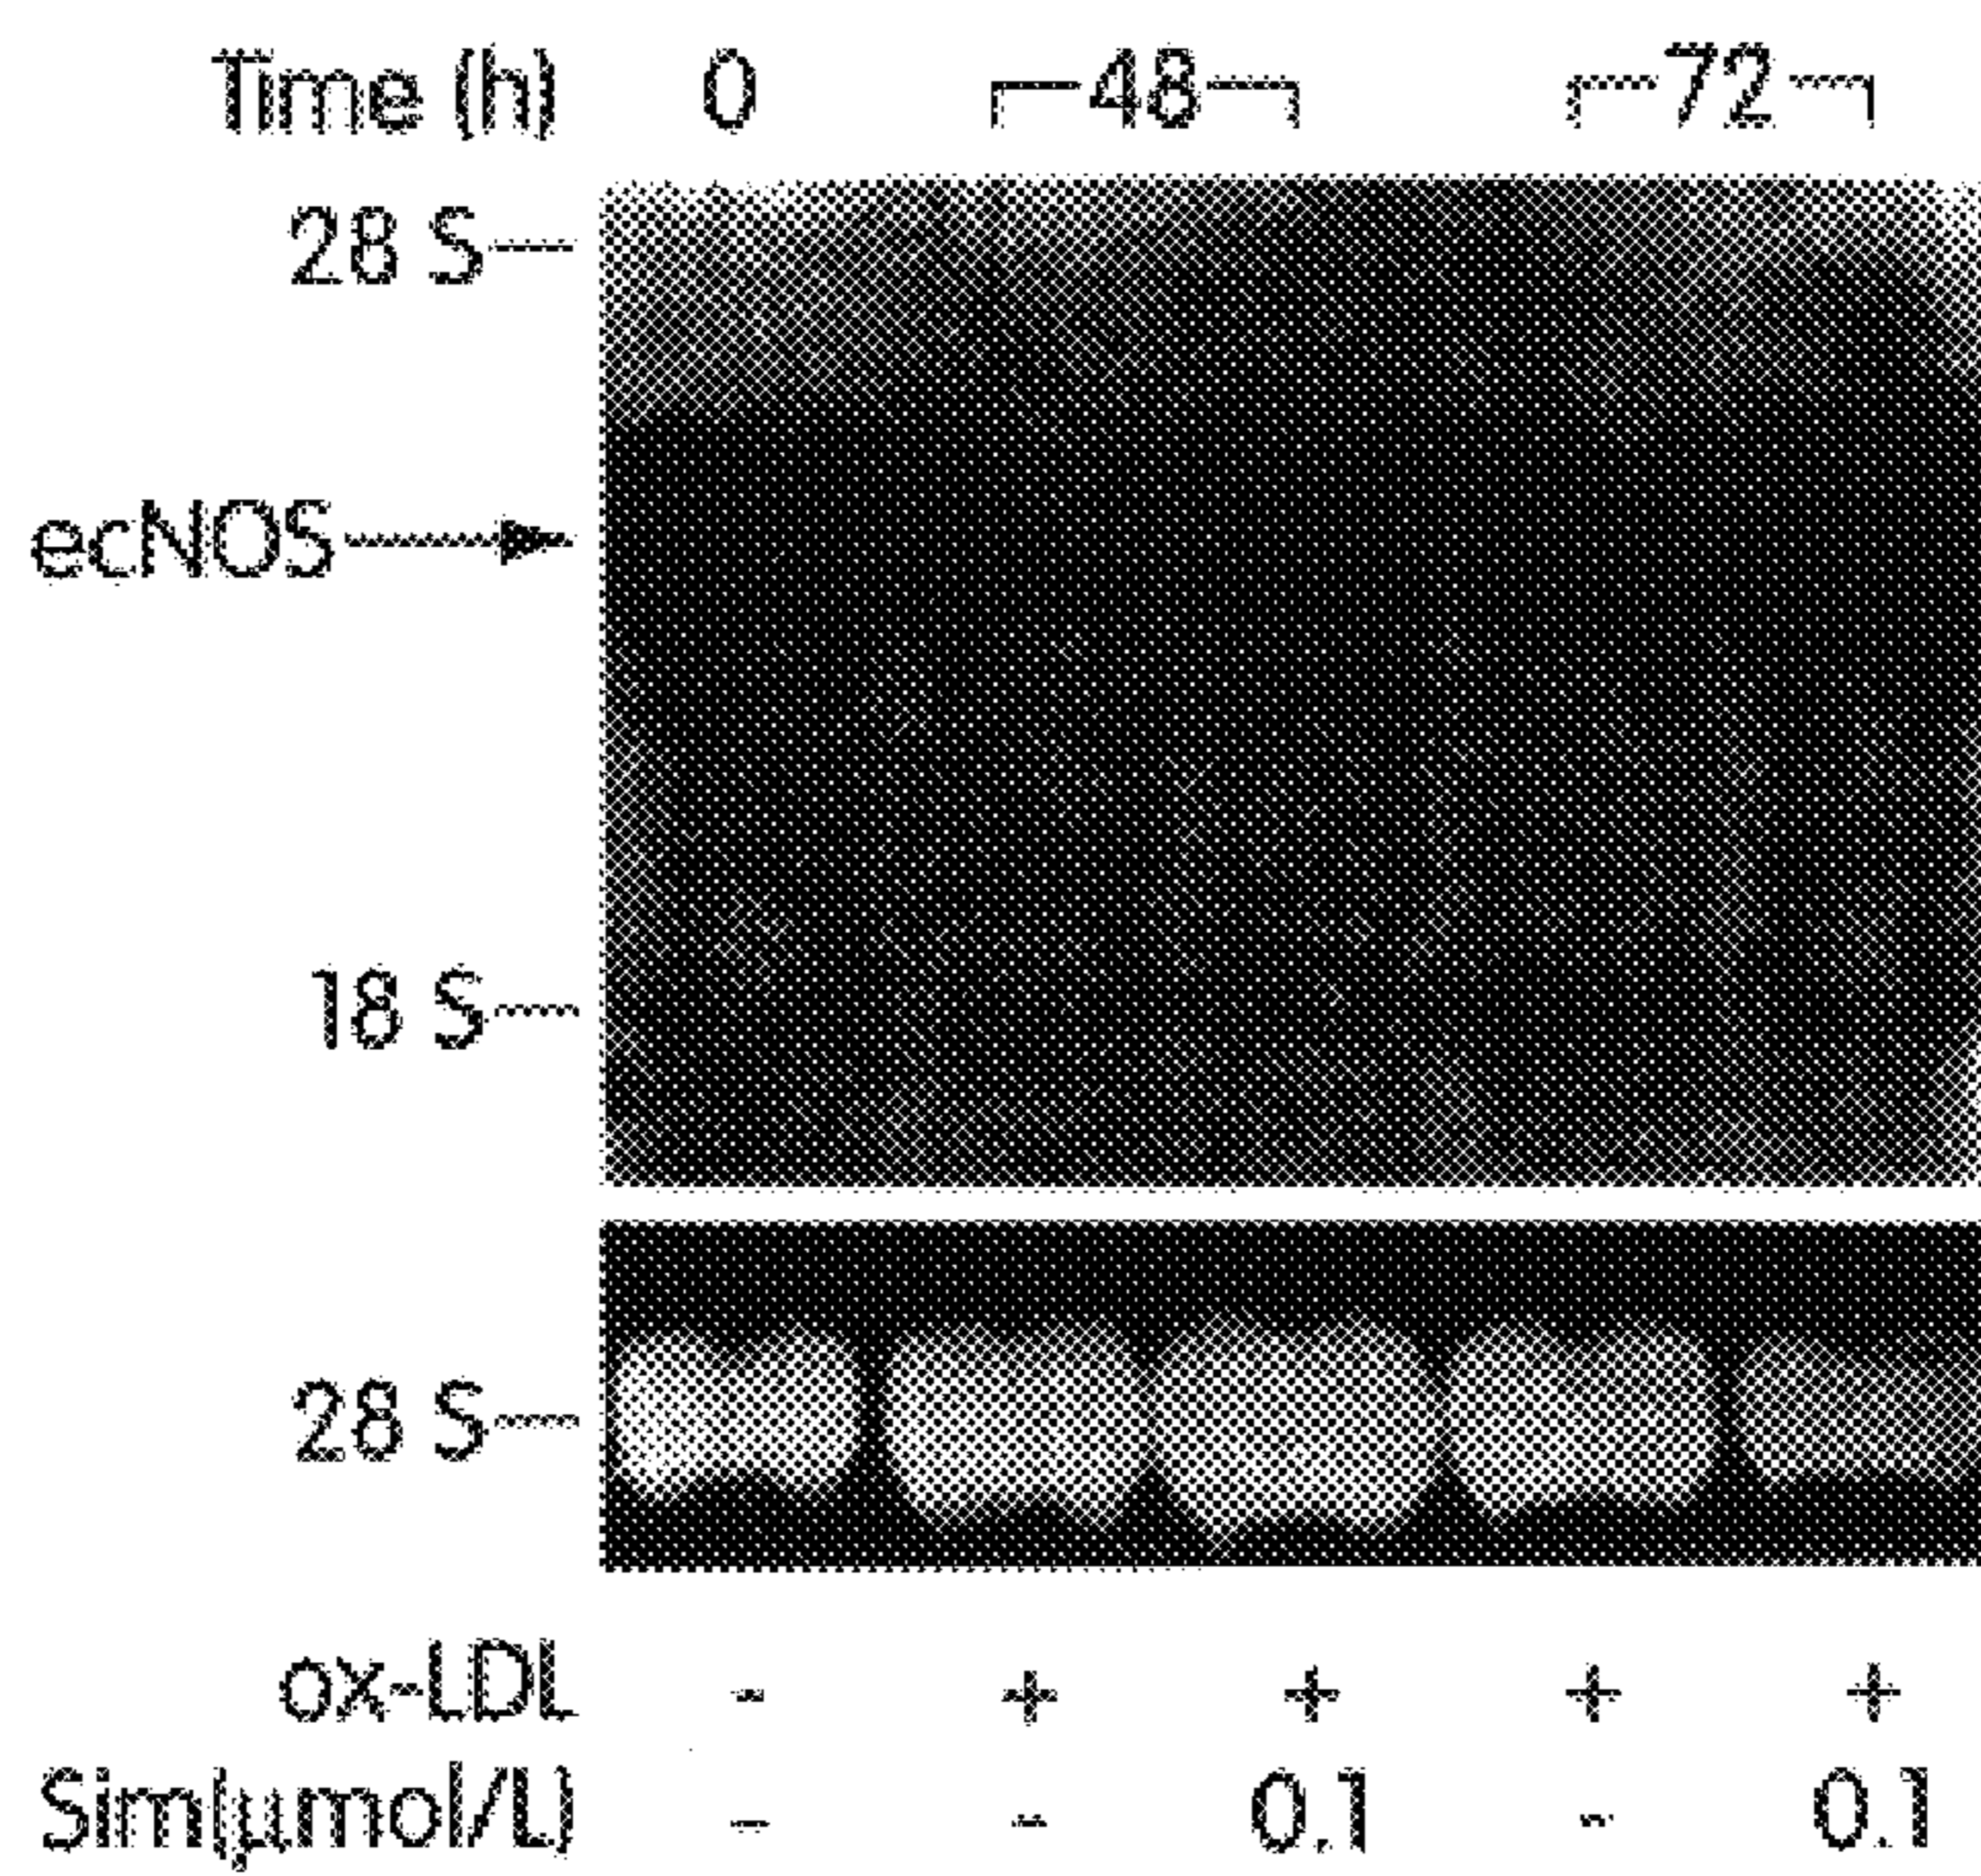 Time (h) 0 48 72
28 S
ecNOS
18 S
28 S
ox-LDL - + + + +
Sim(μmol/L) - - 0.1 - 0.1